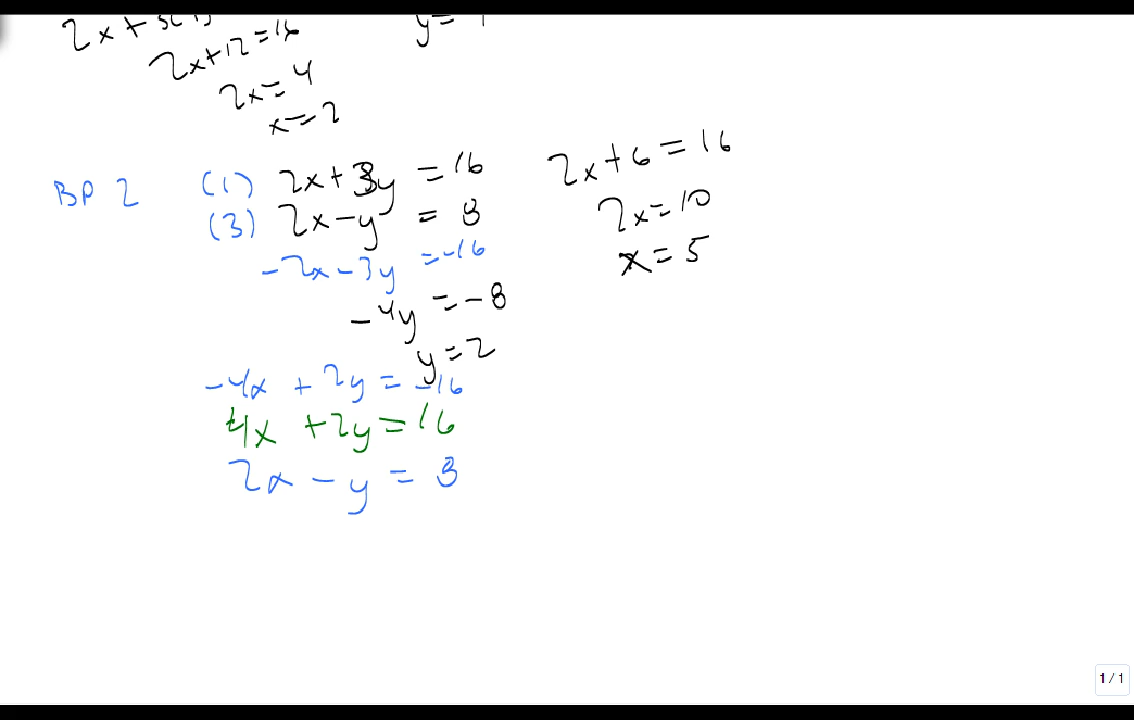 2x +
y =
2x+12=16
2x=4
x=2
BP 2
(1) 2x+3y =16
(3) 2x-y = 8
-2x-3y =-16
-4y =-8
y=2
2x+6=16
2x=10
x=5
-4x +2y = -16
4x +2y=16
2x - y = 8
1 / 1